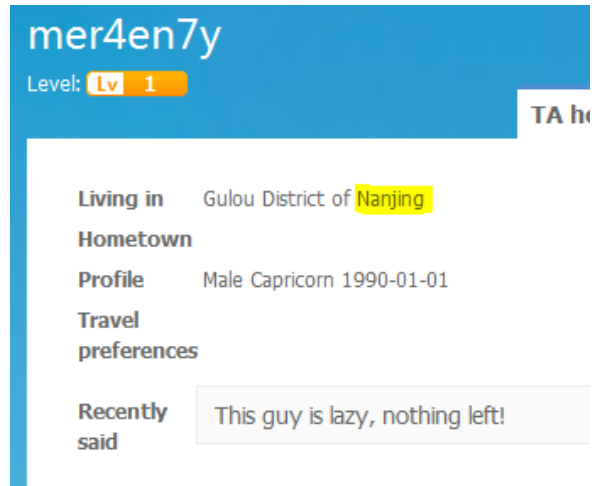 mer4en7y
Level: Lv 1
TA
Living in Gulou District of Nanjing
Hometown
Profile Male Capricorn 1990-01-01
Travel
preferences
Recently This guy is lazy, nothing left!
said